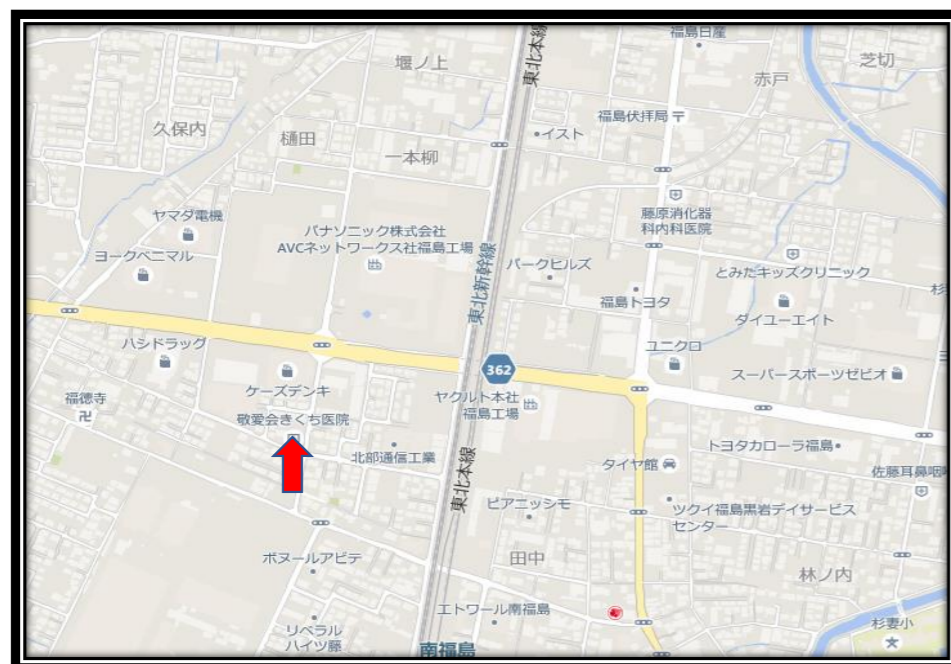 福島日産
芝切
堰ノ上
東北本線
赤戸
福島伏拝局
久保内
樋田
イスト
一本柳
藤原消化器
科内科医院
ヤマダ電機
パナソニック株式会社
AVCネットワークス社福島工場
ヨークベニマル
パークヒルズ
とみたキッズクリニック
杉
東北新幹線
福島トヨタ
ダイユーエイト
ハシドラッグ
ユニクロ
362
スーパースポーツゼビオ
ケーズデンキ
福徳寺
ヤクルト本社
福島工場
敬愛会きくち医院
トヨタカローラ福島
北部通信工業
東北本線
タイヤ館
佐藤耳鼻咽
ピアニッシモ
ツクイ福島黒岩デイサービス
センター
ボヌールアビテ
田中
林ノ内
エトワール南福島
リベラル
ハイツ藤
杉妻小
南福島